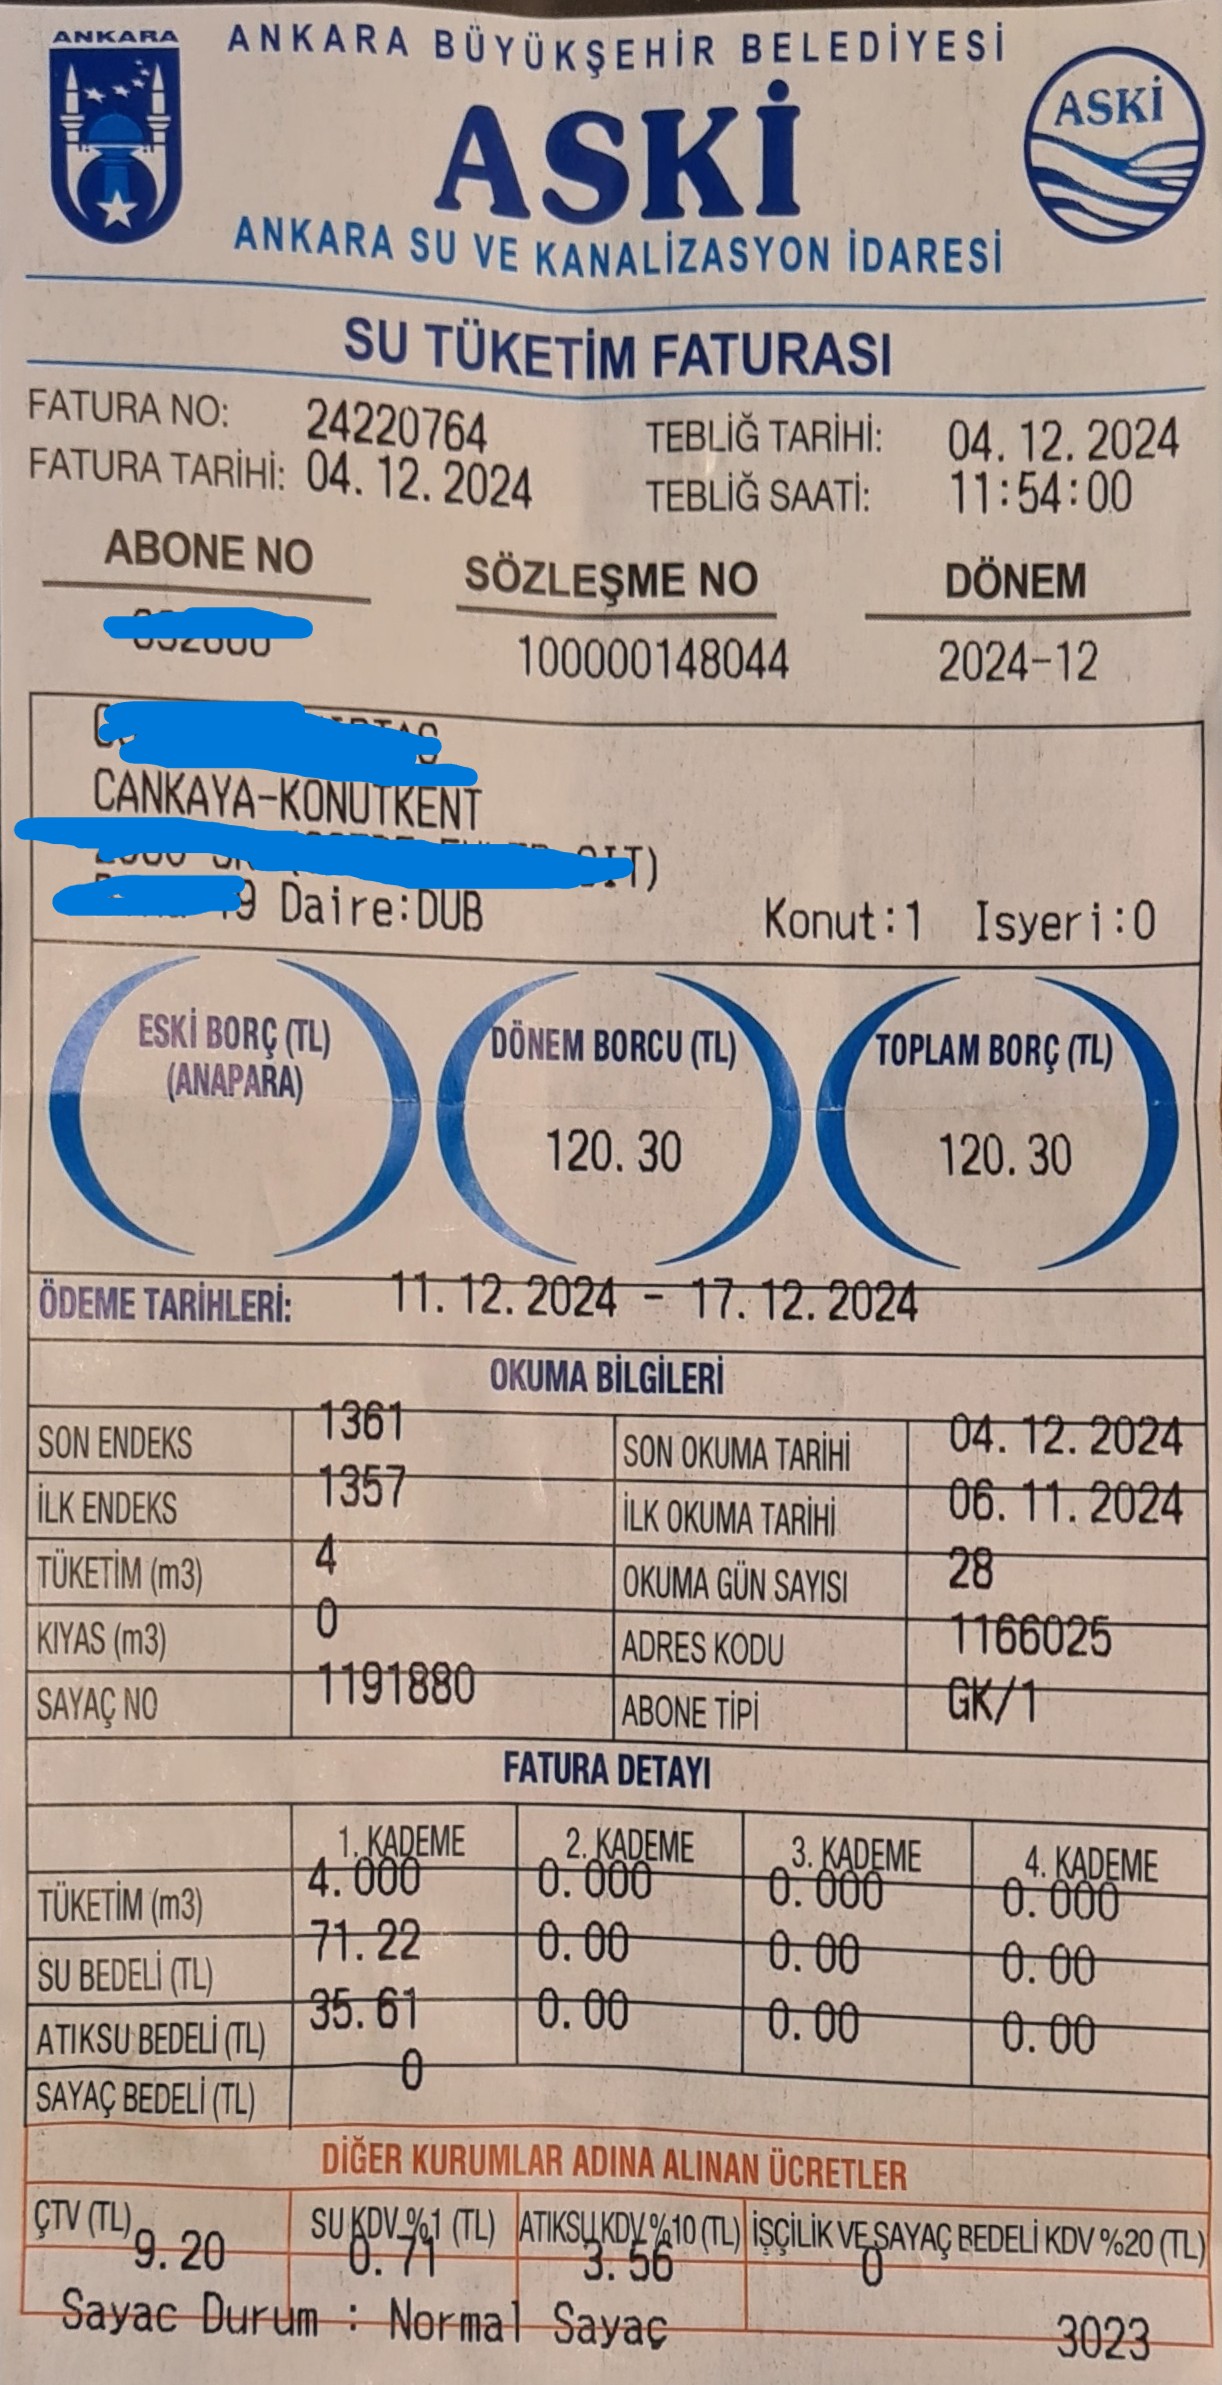 ANKARA
ANKARA BÜYÜKŞEHİR BELEDİYESİ
ASKİ
ASKİ
ANKARA SU VE KANALİZASYON İDARESİ
SU TÜKETİM FATURASI
FATURA NO: 24220764 TEBLİĞ TARİHİ: 04.12.2024
FATURA TARİHİ: 04.12.2024 TEBLİĞ SAATİ: 11:54:00
ABONE NO SÖZLEŞME NO DÖNEM
100000148044 2024-12
CANKAYA-KONUTKENT
SIT)
19 Daire:DUB Konut:1 Isyeri:0
ESKİ BORÇ (TL) DÖNEM BORCU (TL) TOPLAM BORÇ (TL)
(ANAPARA)
120.30 120.30
ÖDEME TARİHLERİ: 11.12.2024 - 17.12.2024
OKUMA BİLGİLERİ
SON ENDEKS 1361 SON OKUMA TARİHİ 04.12.2024
İLK ENDEKS 1357 İLK OKUMA TARİHİ 06.11.2024
TÜKETİM (m3) 4 OKUMA GÜN SAYISI 28
KIYAS (m3) 0 ADRES KODU 1166025
SAYAÇ NO 1191880 ABONE TİPİ GK/1
FATURA DETAYI
1. KADEME 2. KADEME 3. KADEME 4. KADEME
TÜKETİM (m3) 4.000 0.000 0.000 0.000
SU BEDELİ (TL) 71.22 0.00 0.00 0.00
ATIKSU BEDELİ (TL) 35.61 0.00 0.00 0.00
SAYAÇ BEDELİ (TL) 0
DİĞER KURUMLAR ADINA ALINAN ÜCRETLER
ÇTV (TL) SU KDV %1 (TL) ATIKSU KDV %10 (TL) İŞÇİLİK VE SAYAÇ BEDELİ KDV %20 (TL)
9.20 0.71 3.56 0
Sayac Durum : Normal Sayaç 3023